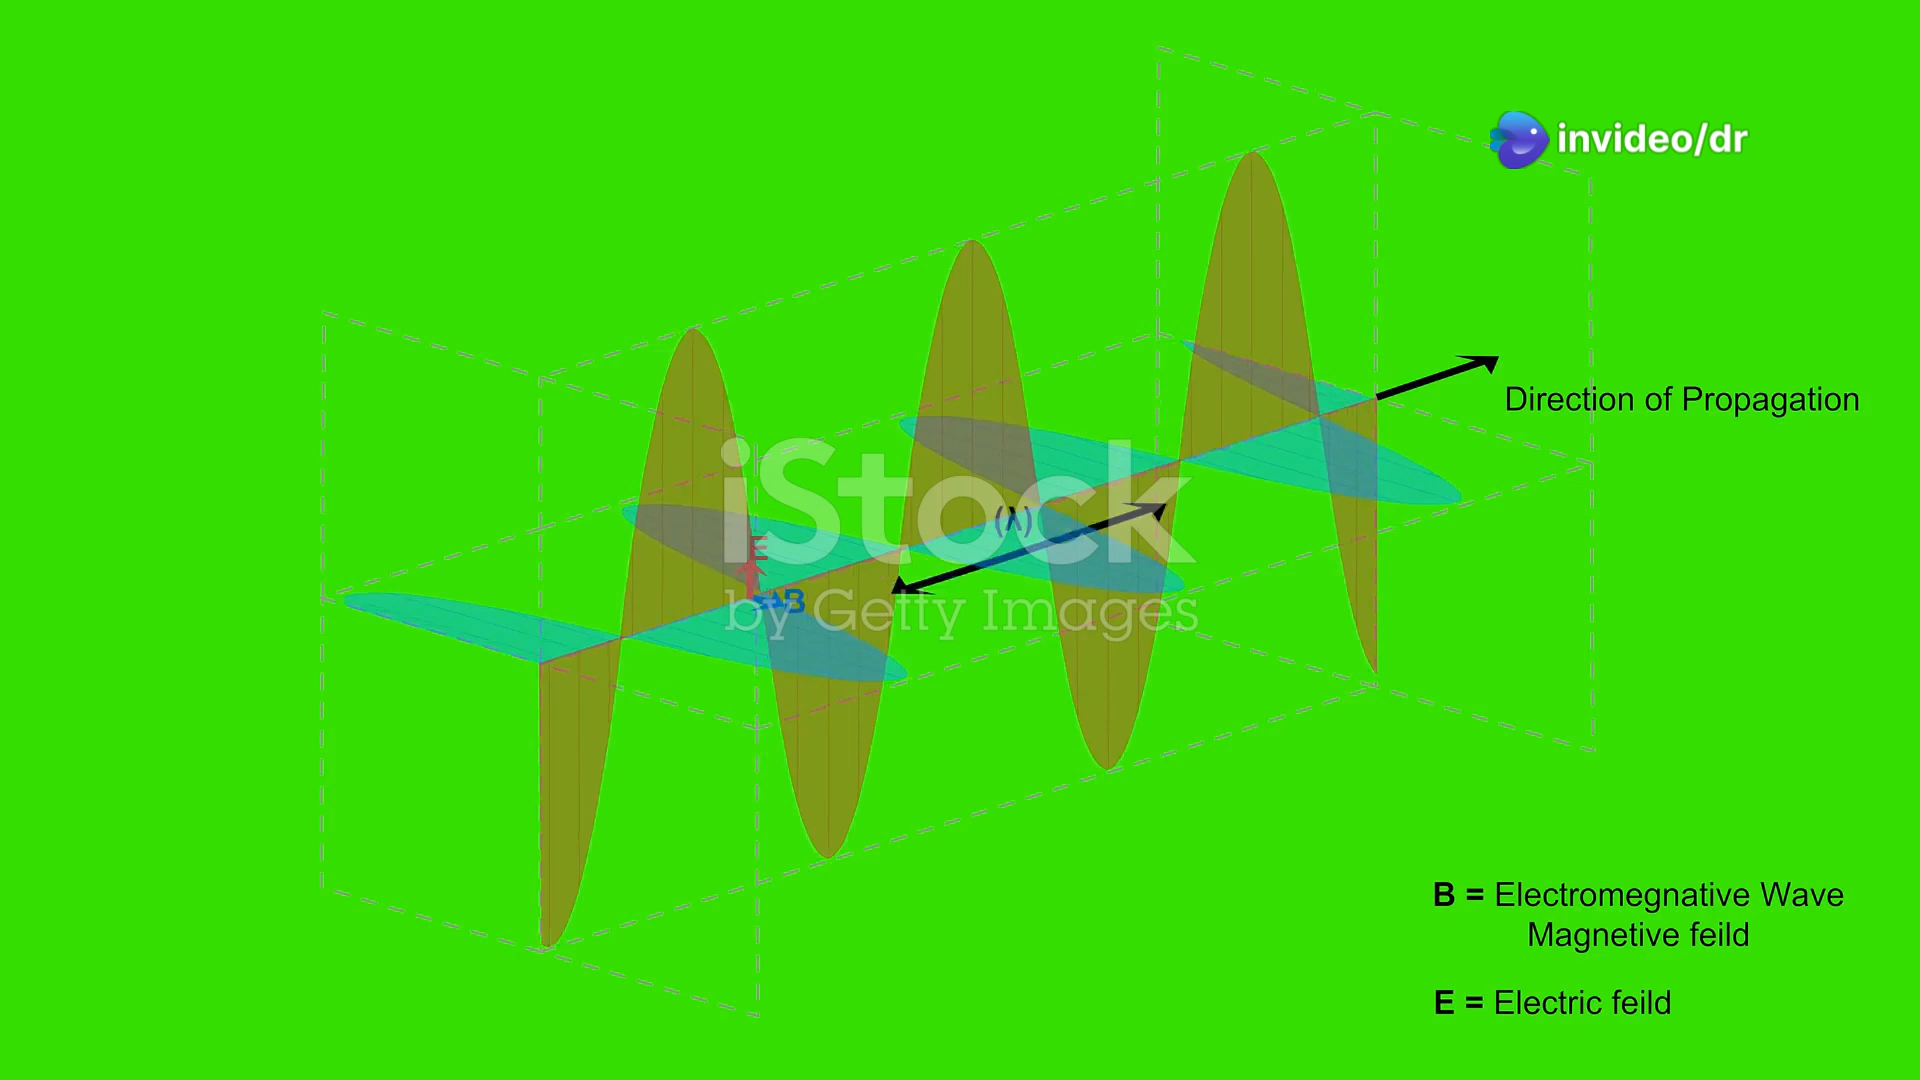 invideo/dr
Direction of Propagation
iStock
(λ)
E
B
by Getty Images
B = Electromegnative Wave
Magnetive feild
E = Electric feild